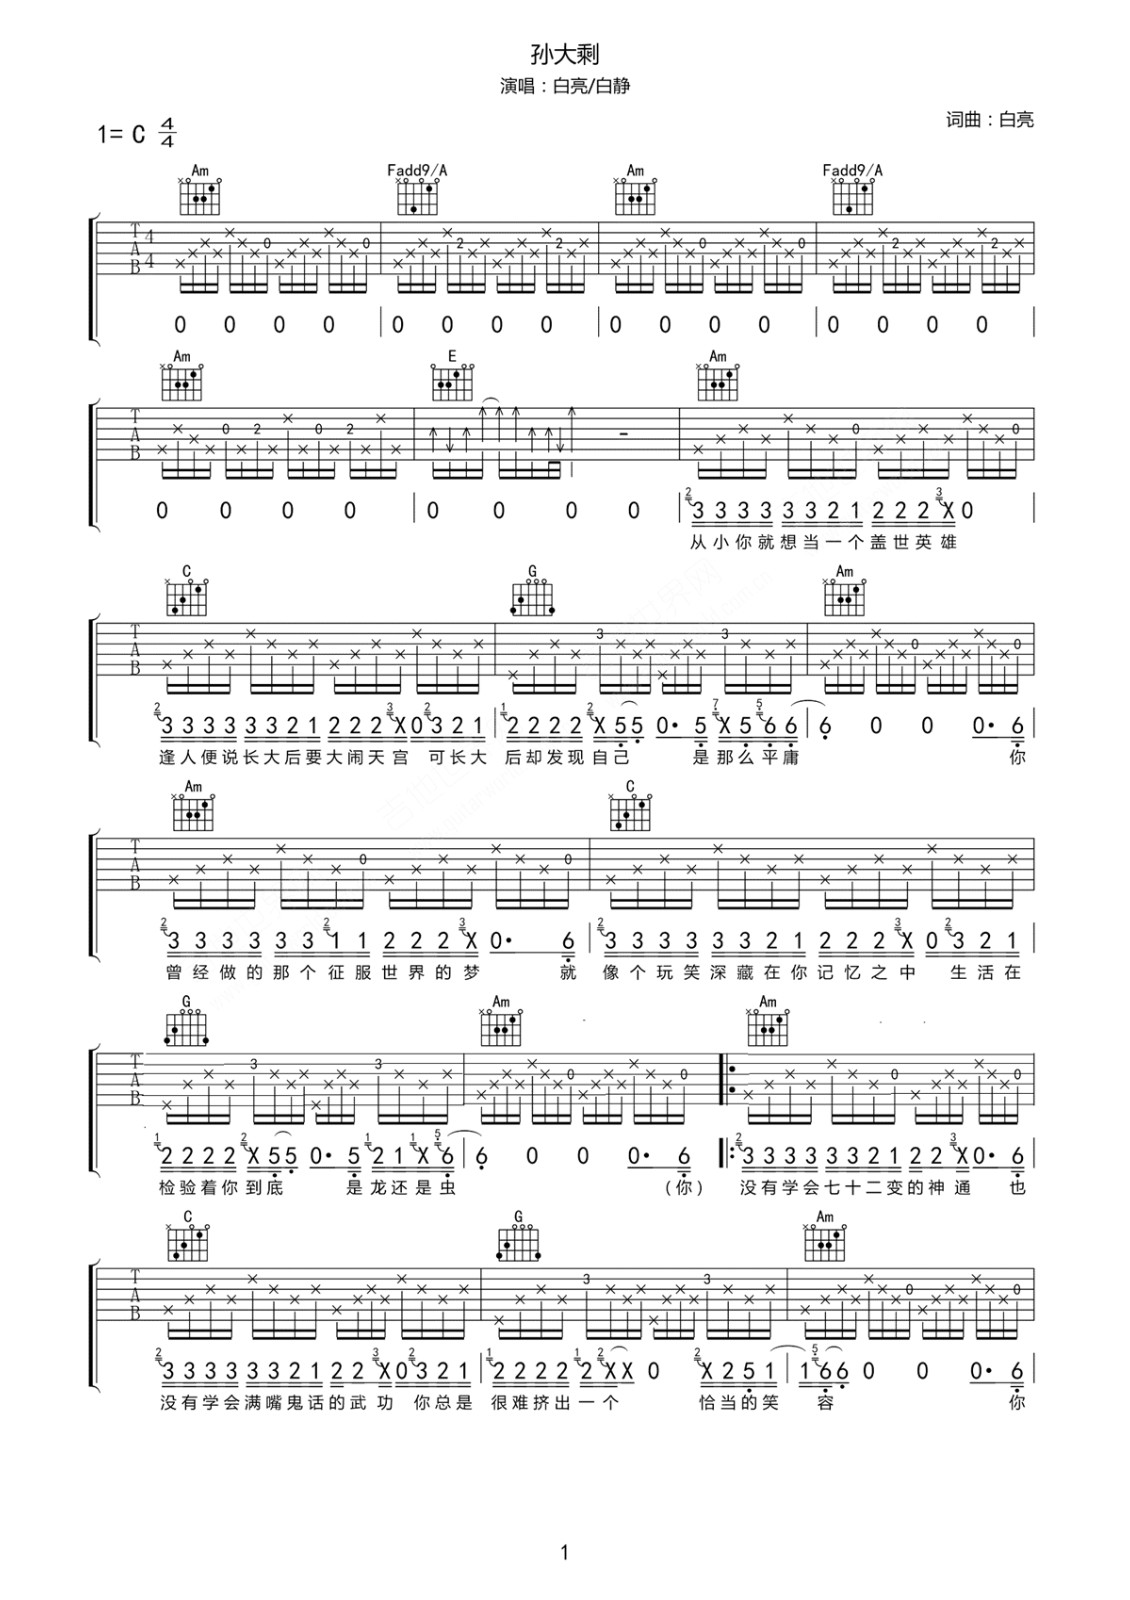 孙大剩
演唱：白亮/白静
词曲：白亮
1= C 4/4
Am Fadd9/A Am Fadd9/A
0 0 0 0 0 0 0 0 0 0 0 0 0 0 0 0
Am E Am
0 0 0 0 0 0 0 0 3 3 3 3 3 3 2 1 2 2 2 X 0
从小你就想当一个盖世英雄
C G Am
3 3 3 3 3 3 2 1 2 2 2 X 0 3 2 1 2 2 2 2 X 5 5 0· 5 X 5 6 6 6 0 0 0· 6
逢人便说长大后要大闹天宫 可长大 后却发现自己 是那么平庸 你
Am C
3 3 3 3 3 3 1 1 2 2 2 X 0· 6 3 3 3 3 3 3 2 1 2 2 2 X 0 3 2 1
曾经做的那个征服世界的梦 就 像个玩笑深藏在你记忆之中 生活在
G Am Am
2 2 2 2 X 5 5 0· 5 2 1 X 6 6 0 0 0· 6 3 3 3 3 3 3 2 1 2 2 X 0· 6
检验着你到底 是龙还是虫 (你) 没有学会七十二变的神通 也
C G Am
3 3 3 3 3 3 2 1 2 2 X 0 3 2 1 2 2 2 2 2 X X 0 X 2 5 1 1 6 6 0 0 0· 6
没有学会满嘴鬼话的武功 你总是 很难挤出一个 恰当的笑 容 你
1